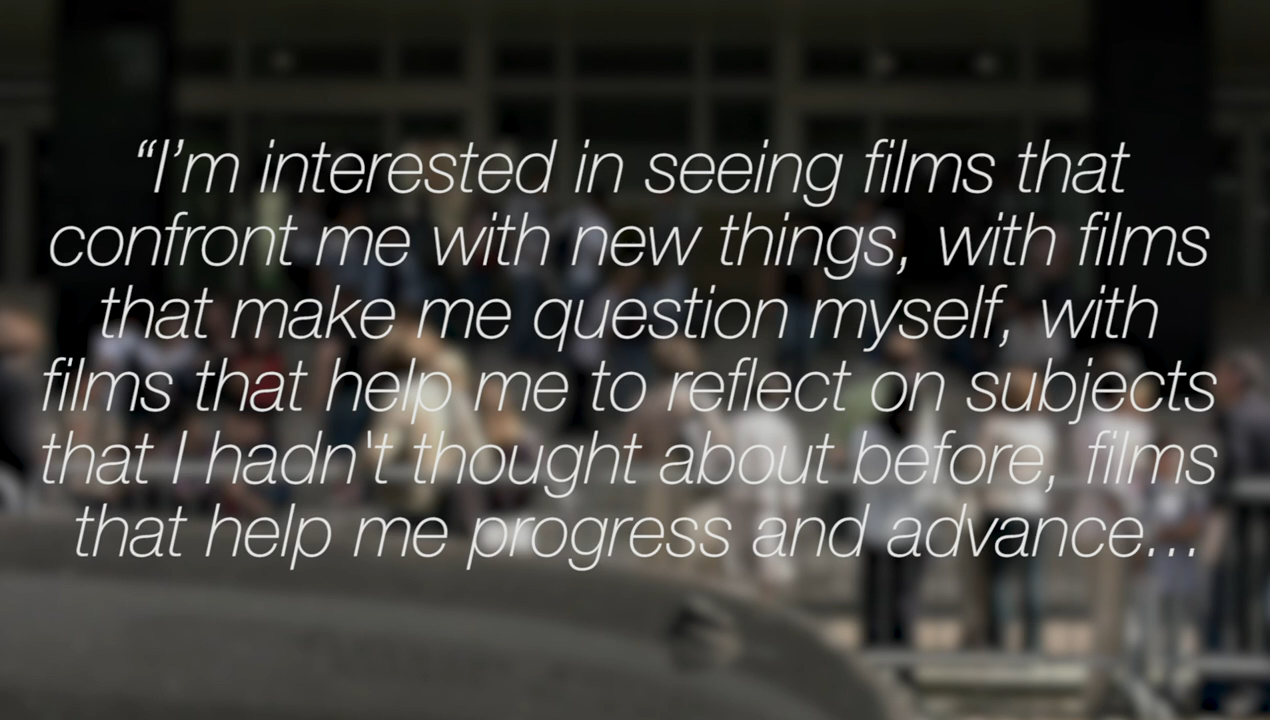 “I’m interested in seeing films that
confront me with new things, with films
that make me question myself, with
films that help me to reflect on subjects
that I hadn't thought about before, films
that help me progress and advance…